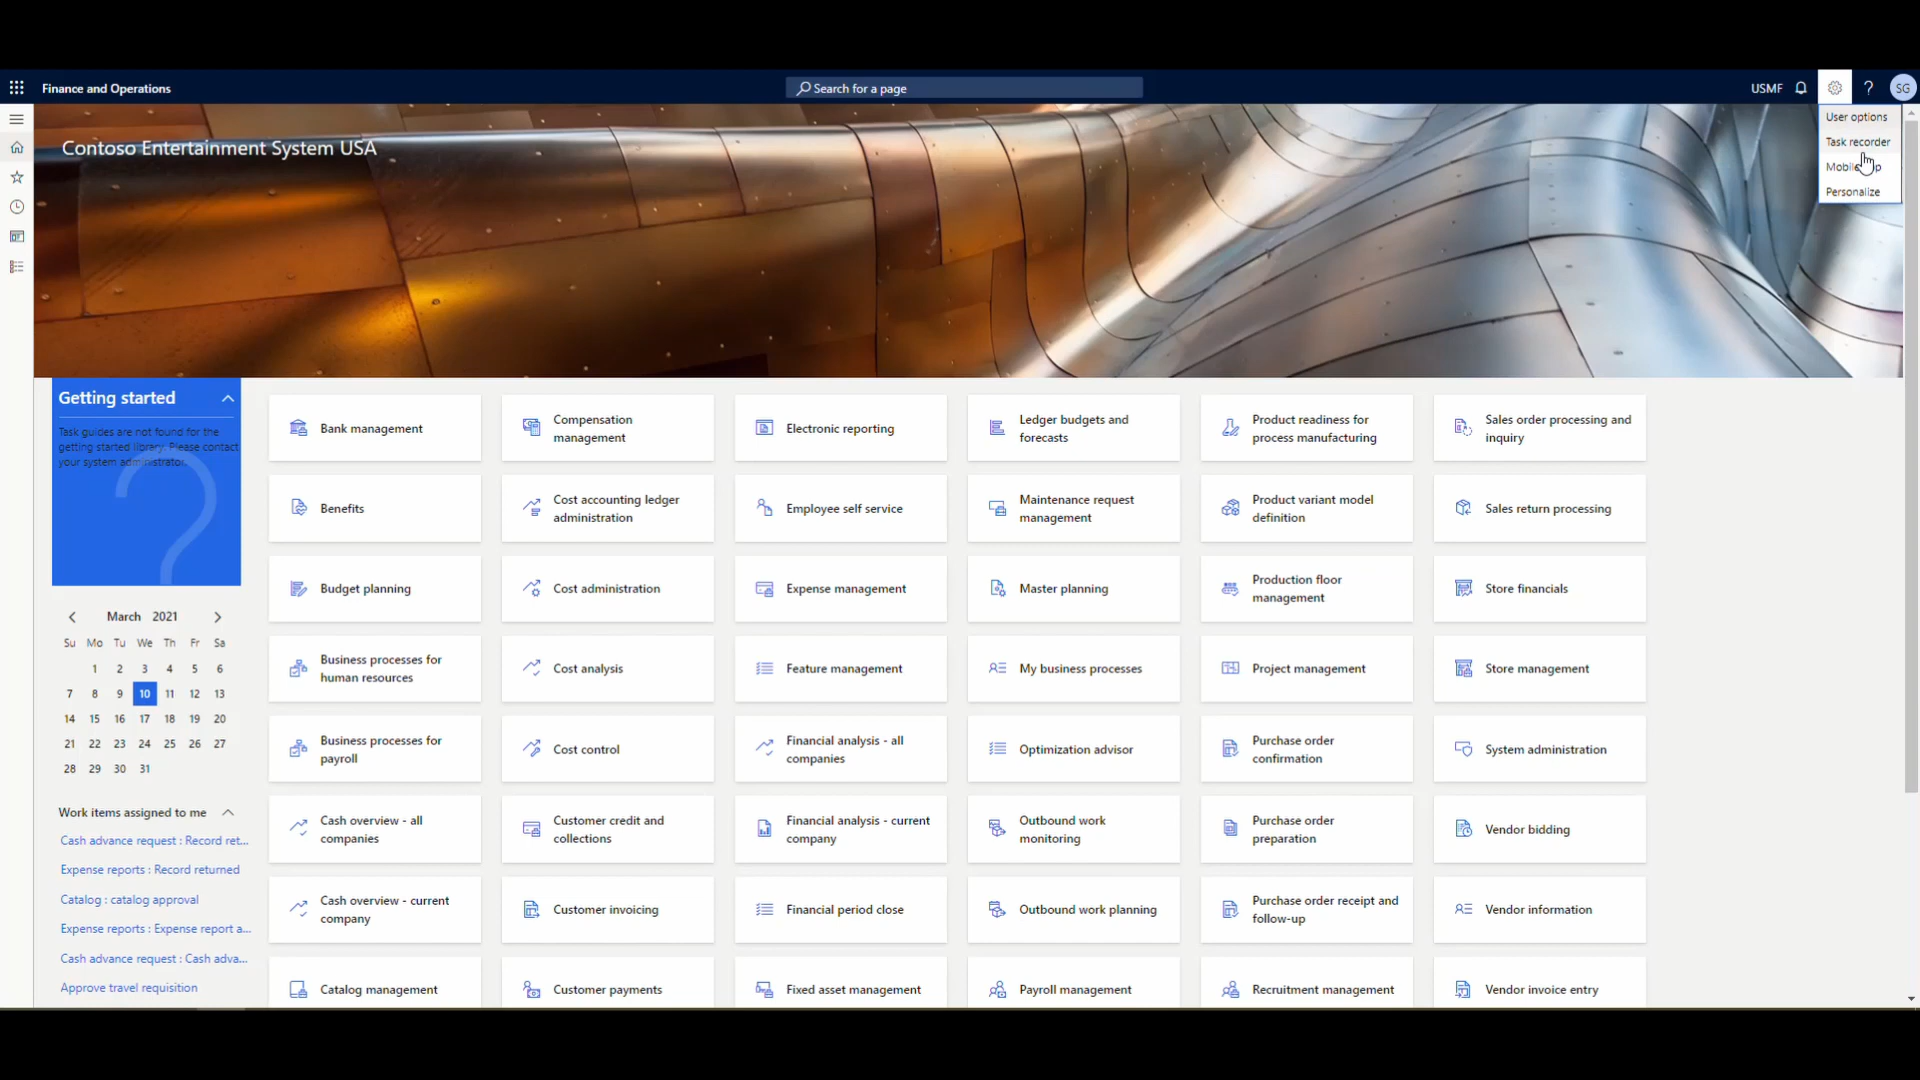 Finance and Operations
Search for a page
USMF
?
SG
User options
Task recorder
Personalize
Contoso Entertainment System USA
Getting started
Task guides are not found for the
getting started library. Please contact
your system administrator.
March 2021
Su Mo Tu We Th Fr Sa
1 2 3 4 5 6
7 8 9 10 11 12 13
14 15 16 17 18 19 20
21 22 23 24 25 26 27
28 29 30 31
Work items assigned to me
Cash advance request : Record ret...
Expense reports : Record returned
Catalog : catalog approval
Expense reports : Expense report a...
Cash advance request : Cash adva...
Approve travel requisition
Bank management
Compensation
management
Electronic reporting
Ledger budgets and
forecasts
Product readiness for
process manufacturing
Sales order processing and
inquiry
Benefits
Cost accounting ledger
administration
Employee self service
Maintenance request
management
Product variant model
definition
Sales return processing
Budget planning
Cost administration
Expense management
Master planning
Production floor
management
Store financials
Business processes for
human resources
Cost analysis
Feature management
My business processes
Project management
Store management
Business processes for
payroll
Cost control
Financial analysis - all
companies
Optimization advisor
Purchase order
confirmation
System administration
Cash overview - all
companies
Customer credit and
collections
Financial analysis - current
company
Outbound work
monitoring
Purchase order
preparation
Vendor bidding
Cash overview - current
company
Customer invoicing
Financial period close
Outbound work planning
Purchase order receipt and
follow-up
Vendor information
Catalog management
Customer payments
Fixed asset management
Payroll management
Recruitment management
Vendor invoice entry